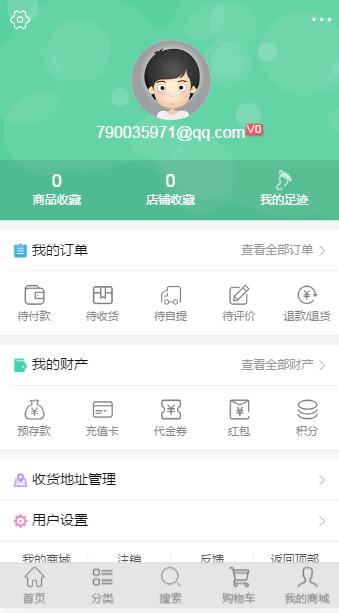 790035971@qq.com V0
0 0
商品收藏 店铺收藏 我的足迹
我的订单 查看全部订单
待付款 待收货 待自提 待评价 退款/退货
我的财产 查看全部财产
预存款 充值卡 代金券 红包 积分
收货地址管理
用户设置
我的商城 注销 反馈 返回顶部
首页 分类 搜索 购物车 我的商城